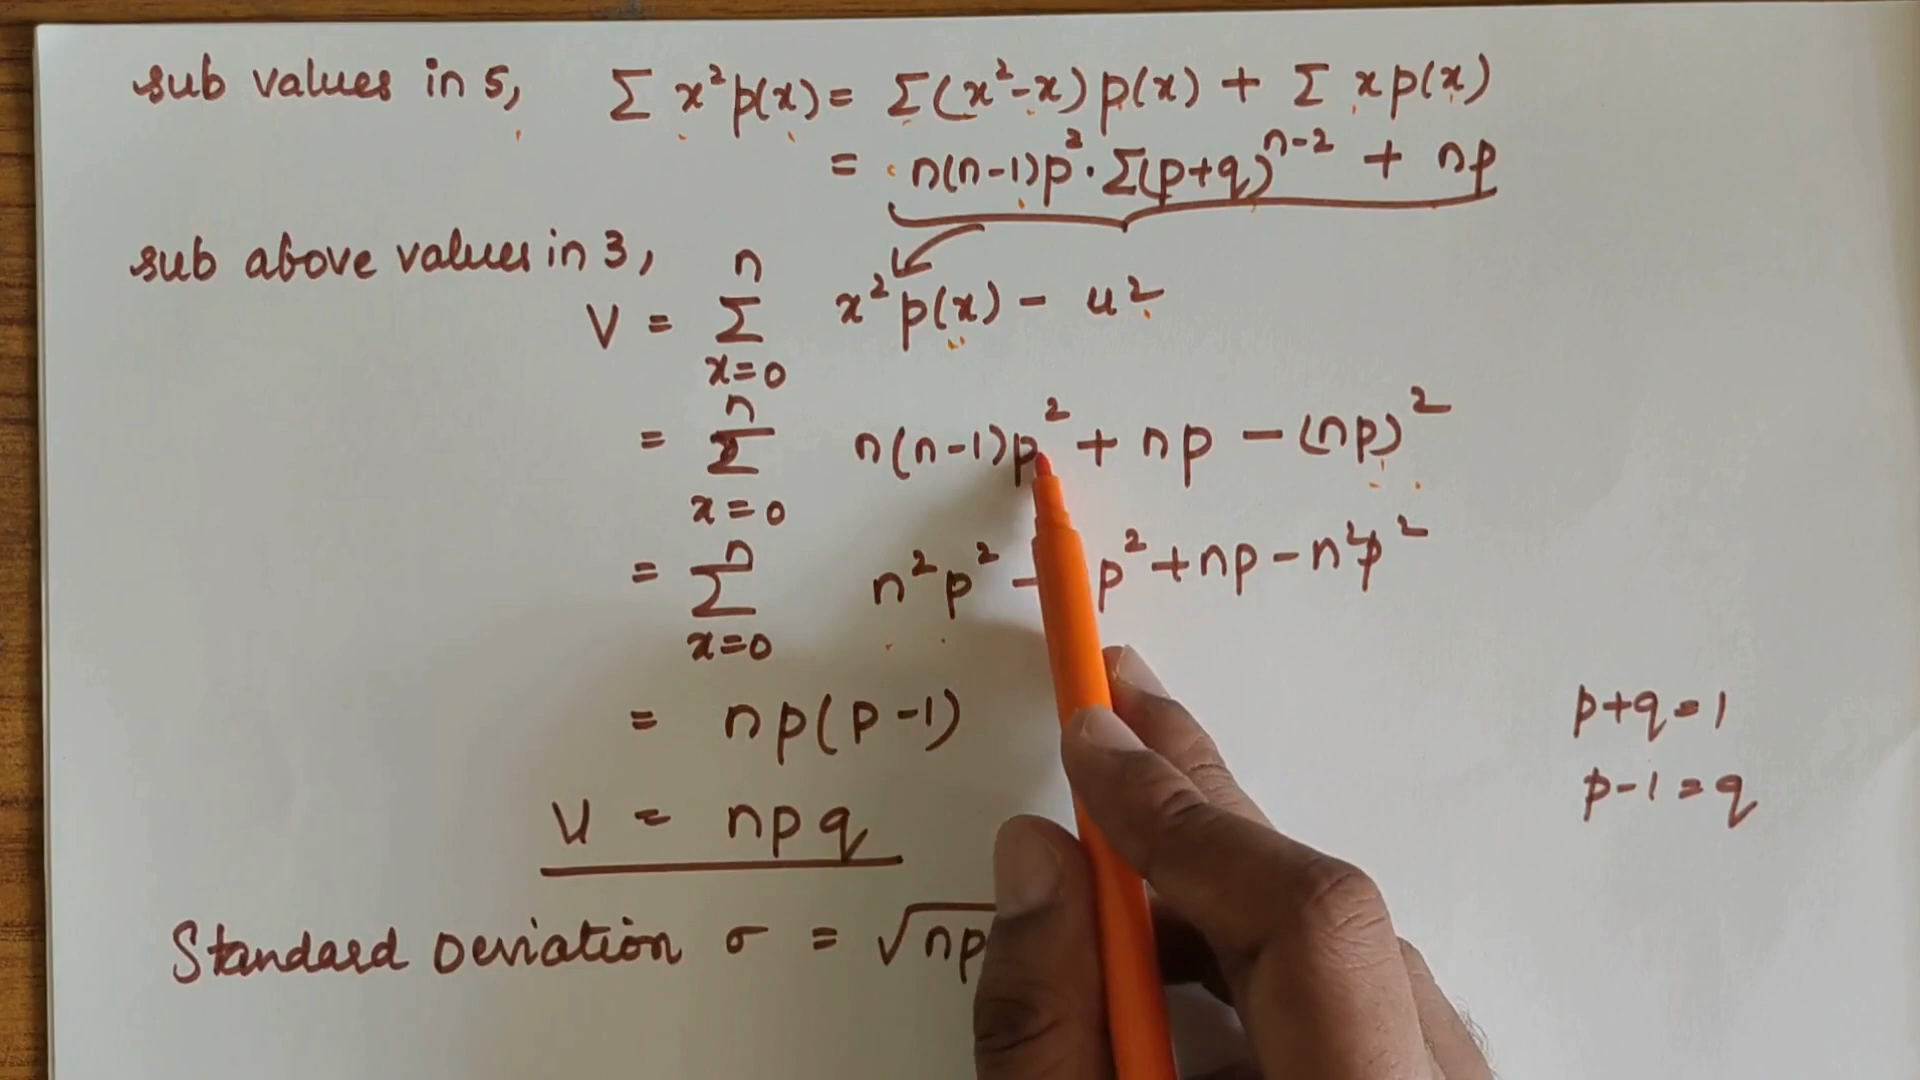 sub values in 5, Σ x²p(x) = Σ(x²-x) p(x) + Σ xp(x)
= n(n-1)p²·Σ(p+q)ⁿ⁻² + np
sub above values in 3,
V = Σ x=0 n x²p(x) - u²
= Σ x=0 n n(n-1)p² + np - (np)²
= Σ x=0 n n²p² - p² + np - n²p²
= np(p-1)
p+q=1
p-1=q
V = npq
Standard Deviation σ = √np